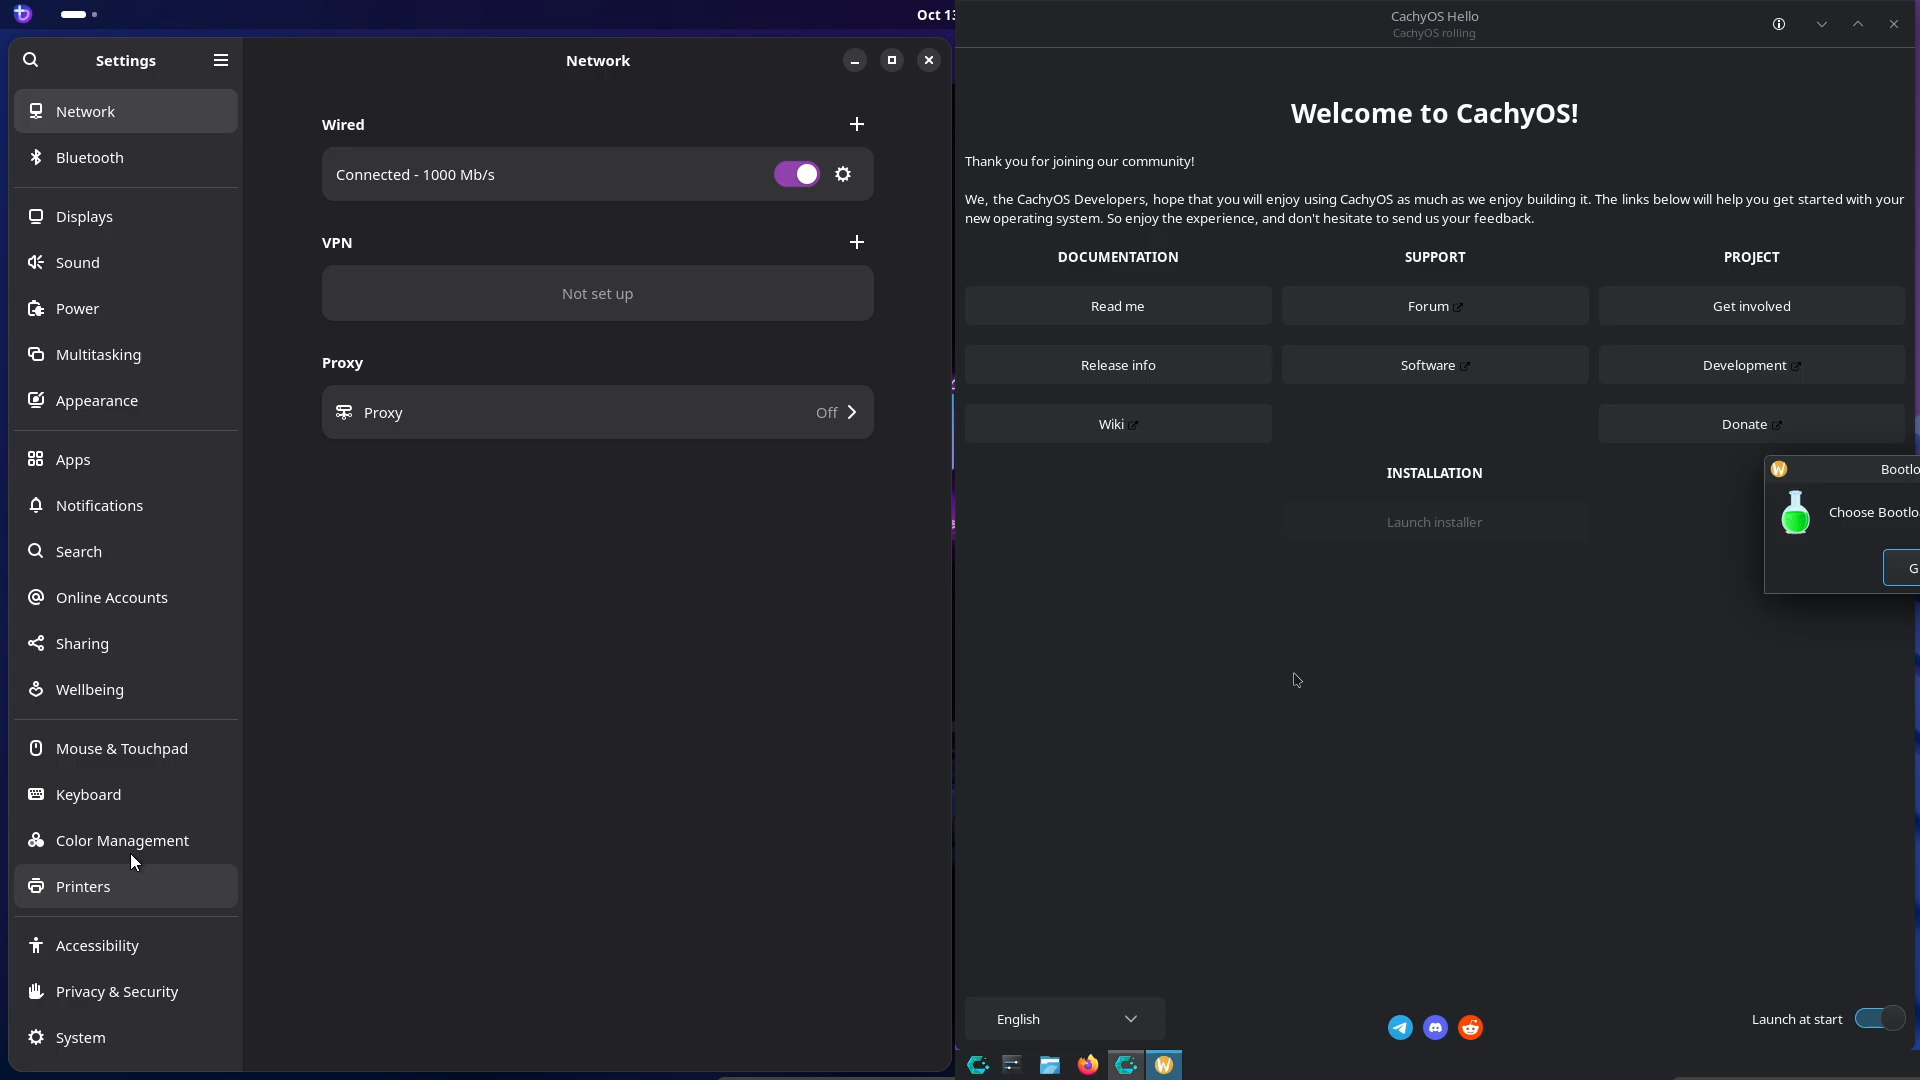 Oct 13
Settings
Network
Bluetooth
Displays
Sound
Power
Multitasking
Appearance
Apps
Notifications
Search
Online Accounts
Sharing
Wellbeing
Mouse & Touchpad
Keyboard
Color Management
Printers
Accessibility
Privacy & Security
System
Network
Wired
Connected - 1000 Mb/s
VPN
Not set up
Proxy
Proxy Off
CachyOS Hello
CachyOS rolling
Welcome to CachyOS!
Thank you for joining our community!
We, the CachyOS Developers, hope that you will enjoy using CachyOS as much as we enjoy building it. The links below will help you get started with your
new operating system. So enjoy the experience, and don't hesitate to send us your feedback.
DOCUMENTATION SUPPORT PROJECT
Read me Forum Get involved
Release info Software Development
Wiki Donate
INSTALLATION
Launch installer
Bootlo
Choose Bootloa
G
English
Launch at start